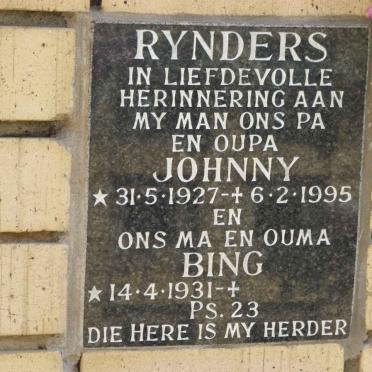 RYNDERS
IN LIEFDEVOLLE
HERINNERING AAN
MY MAN ONS PA
EN OUPA
JOHNNY
★ 31·5·1927-✝6·2·1995
EN
ONS MA EN OUMA
BING
★14·4·1931-✝
PS. 23
DIE HERE IS MY HERDER